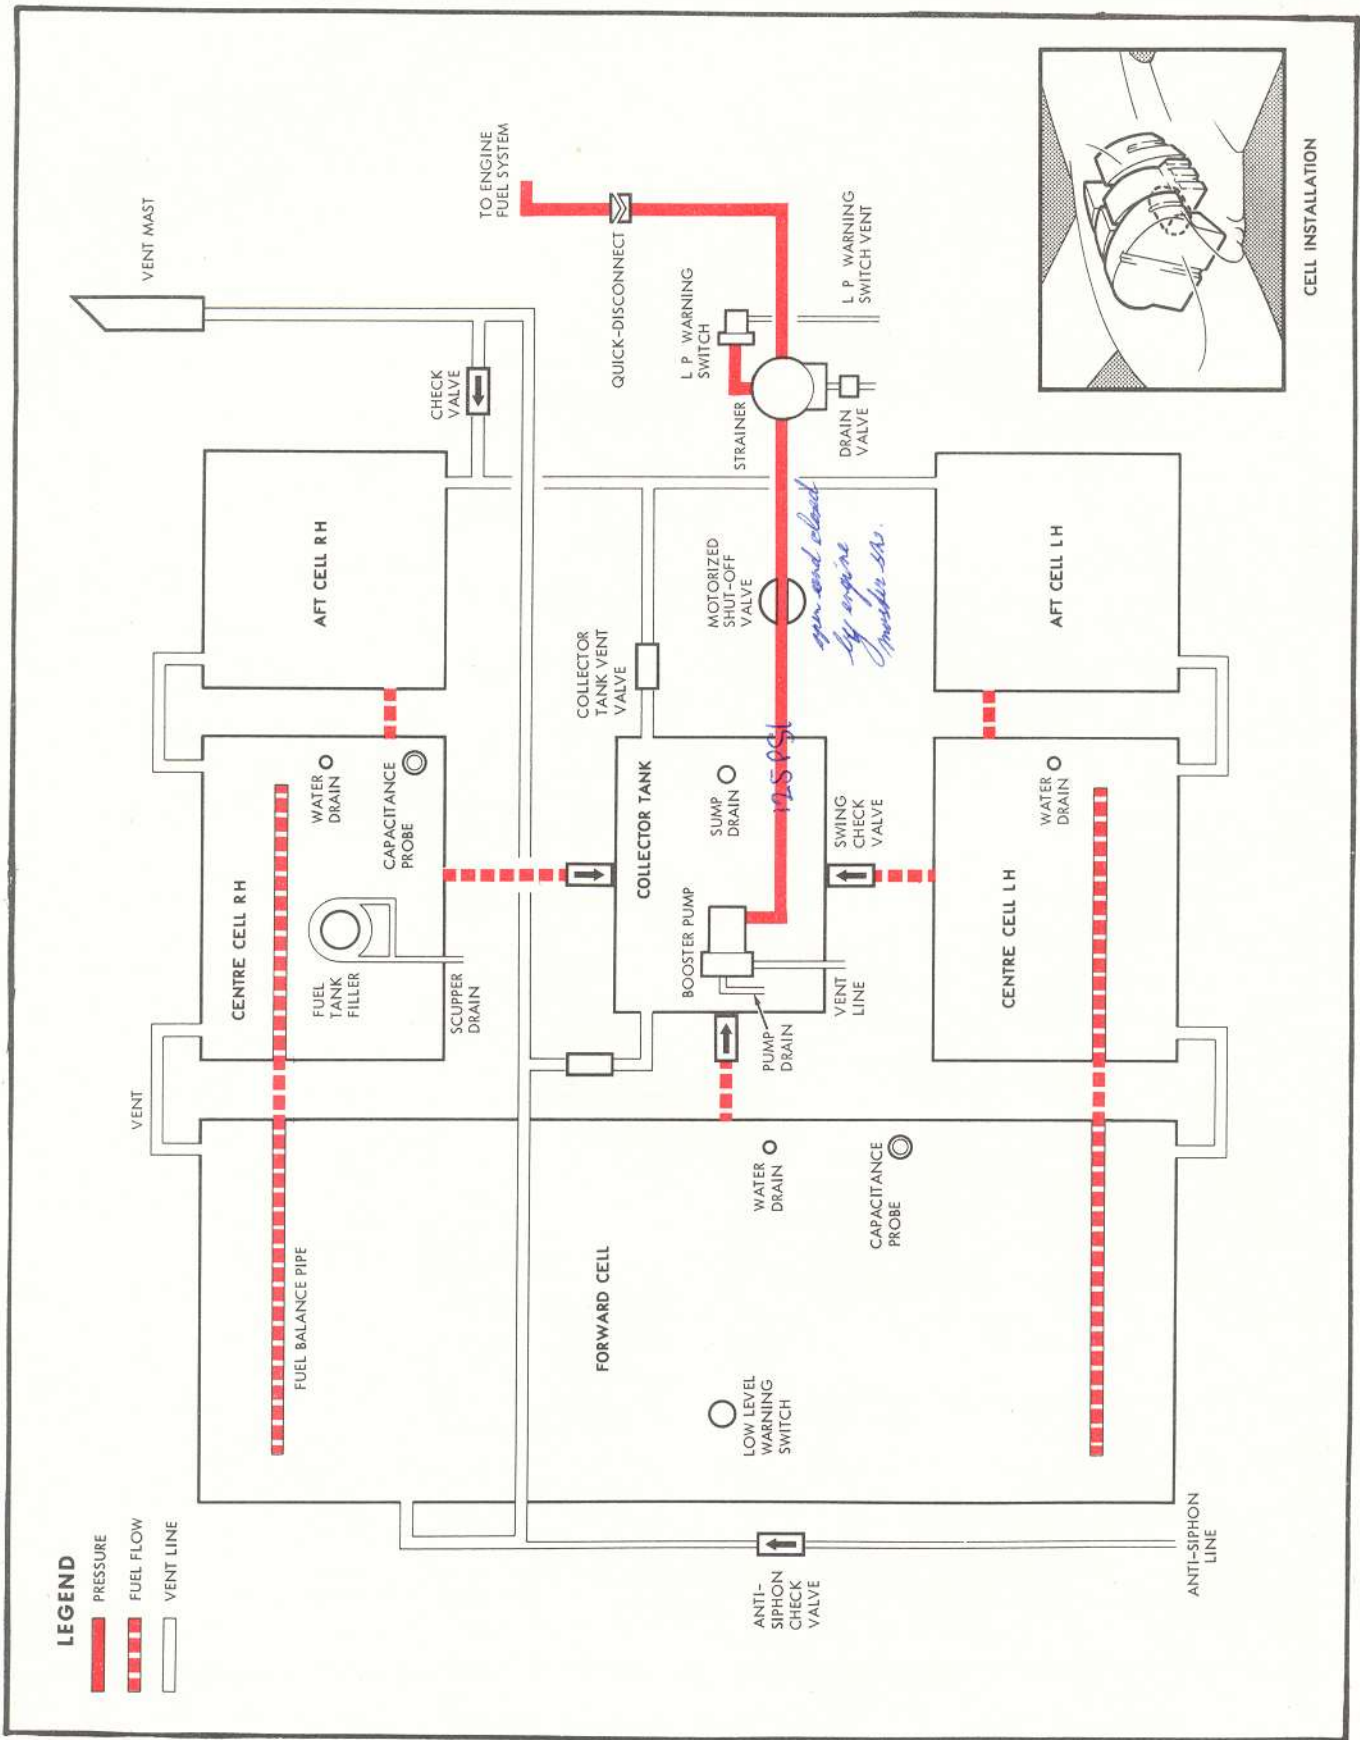 LEGEND
PRESSURE
FUEL FLOW
VENT LINE
VENT
VENT MAST
CHECK
VALVE
TO ENGINE
FUEL SYSTEM
QUICK-DISCONNECT
L P WARNING
SWITCH
L P WARNING
SWITCH VENT
STRAINER
DRAIN
VALVE
MOTORIZED
SHUT-OFF
VALVE
open and closed
by engine
master sw.
COLLECTOR
TANK VENT
VALVE
AFT CELL RH
CENTRE CELL RH
WATER
DRAIN
CAPACITANCE
PROBE
FUEL
TANK
FILLER
SCUPPER
DRAIN
FUEL BALANCE PIPE
FORWARD CELL
LOW LEVEL
WARNING
SWITCH
WATER
DRAIN
CAPACITANCE
PROBE
COLLECTOR TANK
SUMP
DRAIN
BOOSTER PUMP
PUMP
DRAIN
VENT
LINE
SWING
CHECK
VALVE
CENTRE CELL LH
WATER
DRAIN
AFT CELL LH
ANTI-
SIPHON
CHECK
VALVE
ANTI-SIPHON
LINE
CELL INSTALLATION